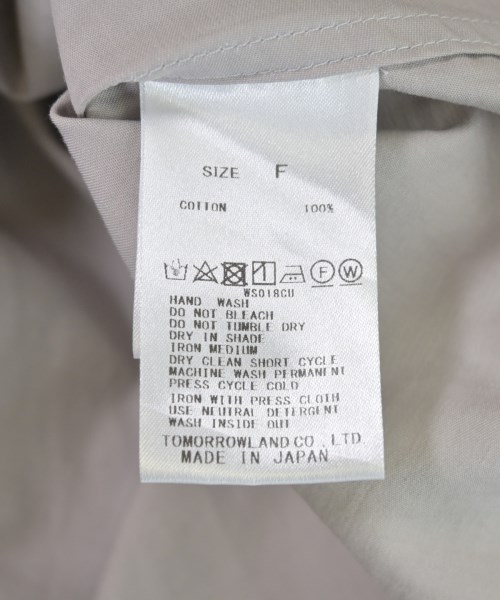 SIZE F
COTTON 100%
F W
WS018CU
HAND WASH
DO NOT BLEACH
DO NOT TUMBLE DRY
DRY IN SHADE
IRON MEDIUM
DRY CLEAN SHORT CYCLE
MACHINE WASH PERMANENT
PRESS CYCLE COLD
IRON WITH PRESS CLOTH
USE NEUTRAL DETERGENT
WASH INSIDE OUT
TOMORROWLAND CO., LTD.
MADE IN JAPAN